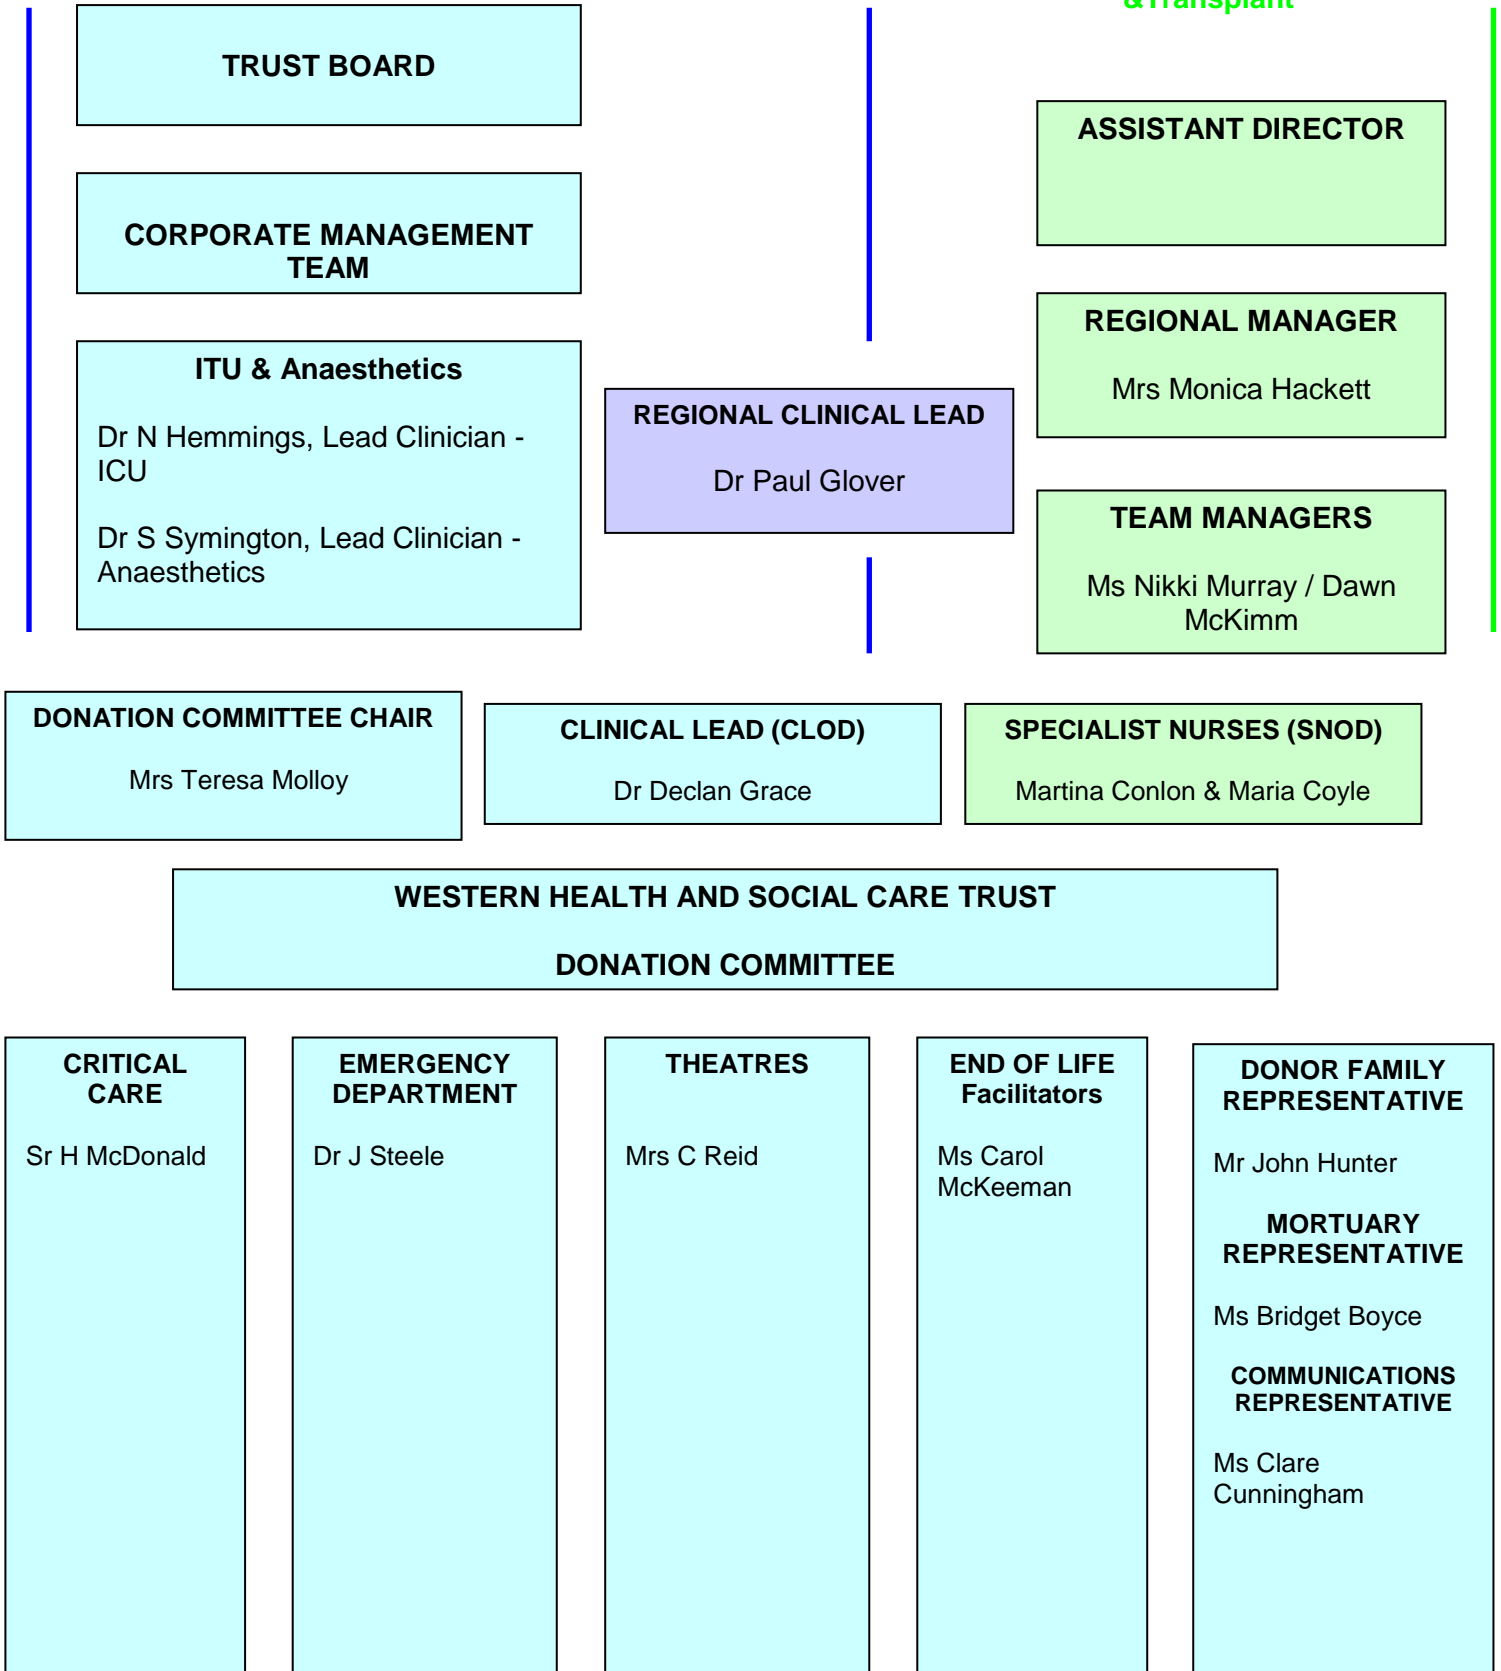 &Transplant
TRUST BOARD
ASSISTANT DIRECTOR
CORPORATE MANAGEMENT
TEAM
REGIONAL MANAGER
Mrs Monica Hackett
ITU & Anaesthetics
Dr N Hemmings, Lead Clinician -
ICU
Dr S Symington, Lead Clinician -
Anaesthetics
REGIONAL CLINICAL LEAD
Dr Paul Glover
TEAM MANAGERS
Ms Nikki Murray / Dawn
McKimm
DONATION COMMITTEE CHAIR
Mrs Teresa Molloy
CLINICAL LEAD (CLOD)
Dr Declan Grace
SPECIALIST NURSES (SNOD)
Martina Conlon & Maria Coyle
WESTERN HEALTH AND SOCIAL CARE TRUST
DONATION COMMITTEE
CRITICAL
CARE
Sr H McDonald
EMERGENCY
DEPARTMENT
Dr J Steele
THEATRES
Mrs C Reid
END OF LIFE
Facilitators
Ms Carol
McKeeman
DONOR FAMILY
REPRESENTATIVE
Mr John Hunter
MORTUARY
REPRESENTATIVE
Ms Bridget Boyce
COMMUNICATIONS
REPRESENTATIVE
Ms Clare
Cunningham